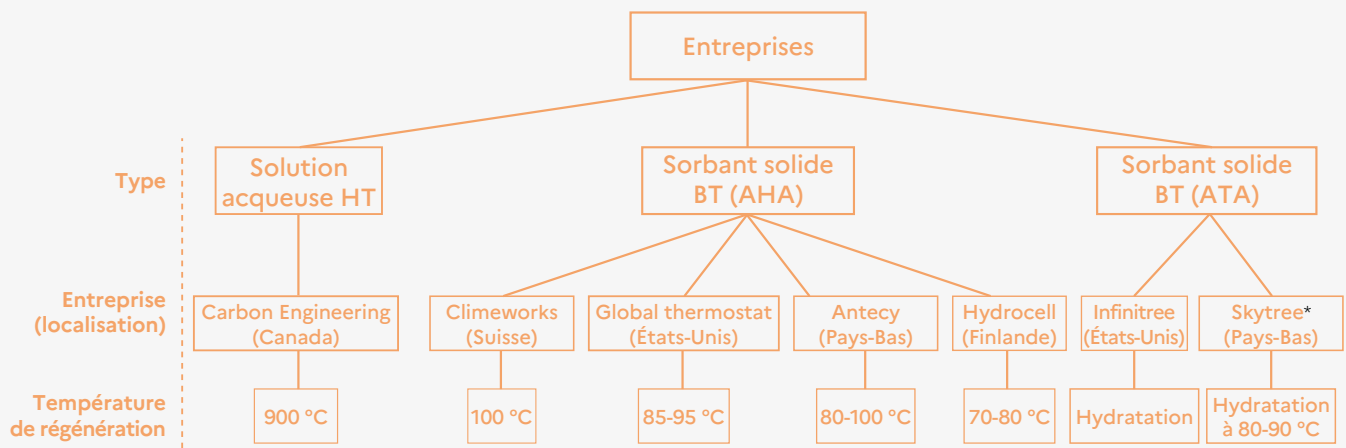 Entreprises
Type
Solution
acqueuse HT
Sorbant solide
BT (AHA)
Sorbant solide
BT (ATA)
Entreprise
(localisation)
Carbon Engineering
(Canada)
Climeworks
(Suisse)
Global thermostat
(États-Unis)
Antecy
(Pays-Bas)
Hydrocell
(Finlande)
Infinitree
(États-Unis)
Skytree*
(Pays-Bas)
Température
de régénération
900 °C
100 °C
85-95 °C
80-100 °C
70-80 °C
Hydratation
Hydratation
à 80-90 °C